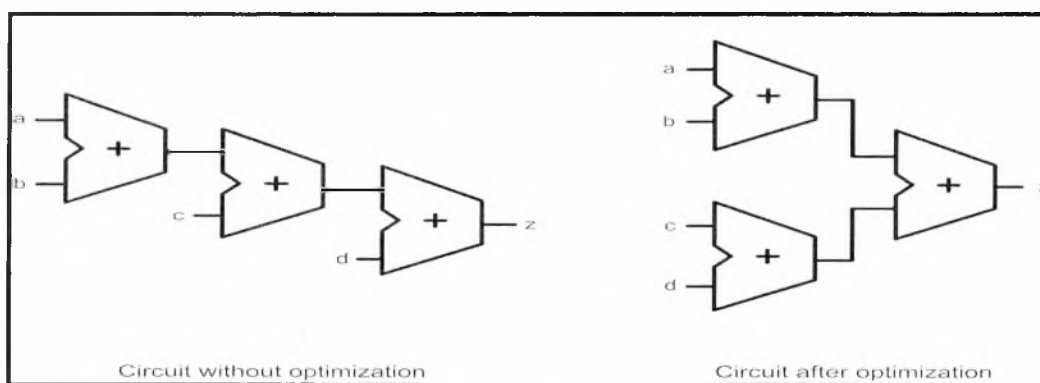 a
b
+
c
+
d
+
z
Circuit without optimization
a
b
+
c
d
+
+
Circuit after optimization